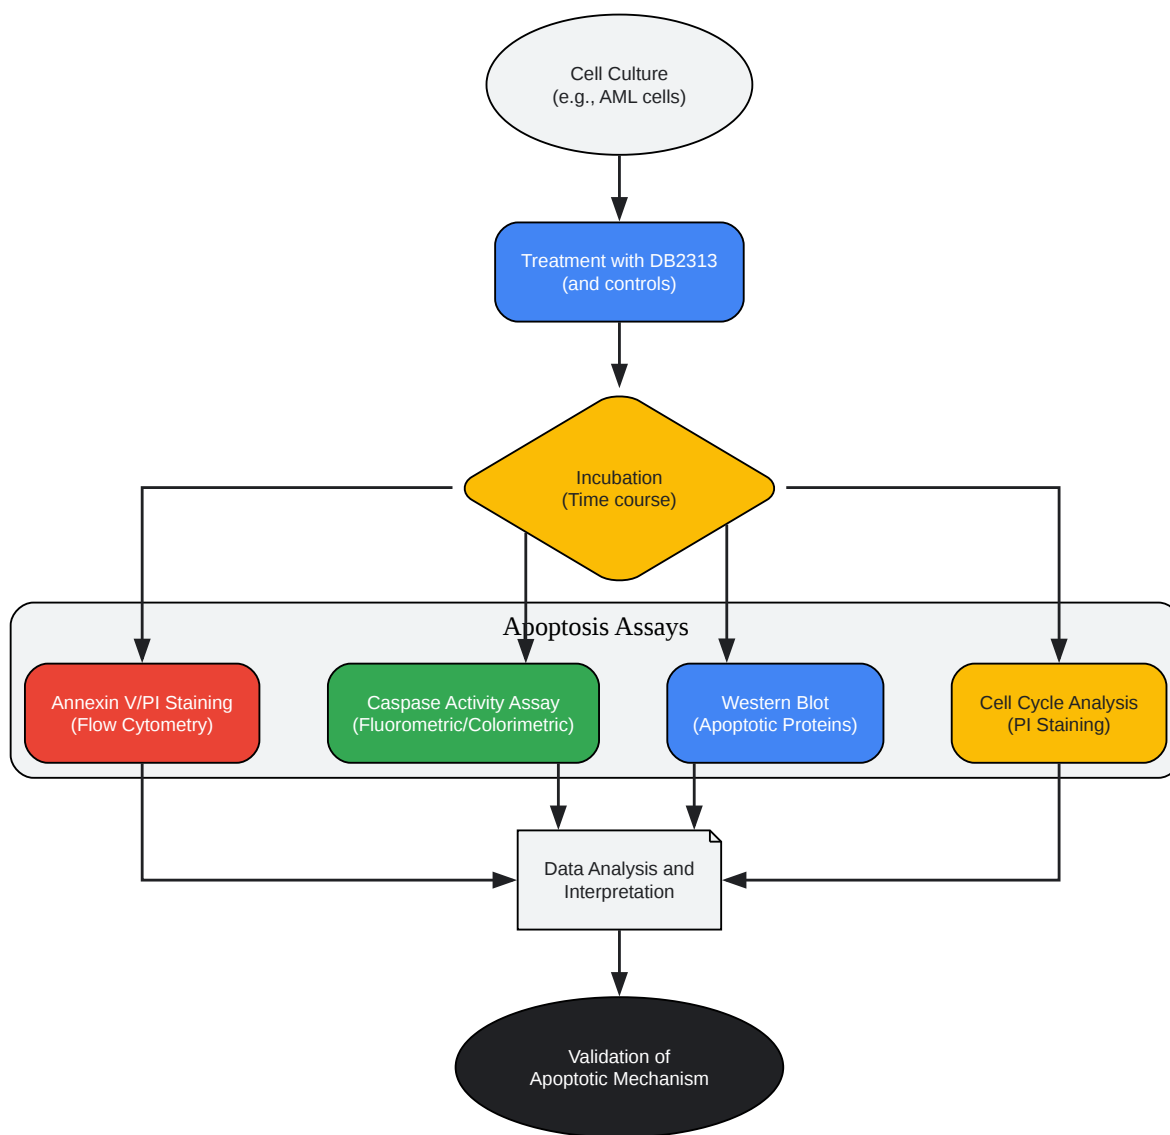 Cell Culture
(e.g., AML cells)
Treatment with DB2313
(and controls)
Incubation
(Time course)
Apoptosis Assays
Annexin V/PI Staining
(Flow Cytometry)
Caspase Activity Assay
(Fluorometric/Colorimetric)
Western Blot
(Apoptotic Proteins)
Cell Cycle Analysis
(PI Staining)
Data Analysis and
Interpretation
Validation of
Apoptotic Mechanism